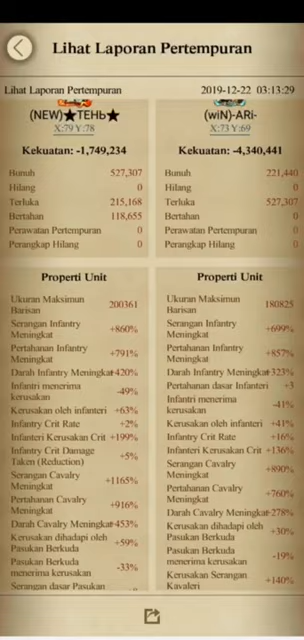 Lihat Laporan Pertempuran
Lihat Laporan Pertempuran 2019-12-22 03:13:29
(NEW)★TEHb★
X:79 Y:78
Kekuatan: -1,749,234
Bunuh 527,307
Hilang 0
Terluka 215,168
Bertahan 118,655
Perawatan Pertempuran 0
Perangkap Hilang 0
(wiN)-ARi-
X:73 Y:69
Kekuatan: -4,340,441
Bunuh 221,440
Hilang 0
Terluka 527,307
Bertahan 0
Perawatan Pertempuran 0
Perangkap Hilang 0
Properti Unit
Ukuran Maksimun
Barisan 200361
Serangan Infantry
Meningkat +860%
Pertahanan Infantry
Meningkat +791%
Darah Infantry Meningkat+420%
Infantri menerima
kerusakan -49%
Kerusakan oleh infanteri +63%
Infantry Crit Rate +2%
Infanteri Kerusakan Crit +199%
Infantry Crit Damage
Taken (Reduction) +5%
Serangan Cavalry
Meningkat +1165%
Pertahanan Cavalry
Meningkat +916%
Darah Cavalry Meningkat+453%
Kerusakan dihadapi oleh
Pasukan Berkuda +59%
Pasukan Berkuda
menerima kerusakan -33%
Serangan dasar Pasukan
Properti Unit
Ukuran Maksimun
Barisan 180825
Serangan Infantry
Meningkat +699%
Pertahanan Infantry
Meningkat +857%
Darah Infantry Meningkat+323%
Pertahanan dasar Infanteri +3
Infantri menerima
kerusakan -41%
Kerusakan oleh infanteri +41%
Infantry Crit Rate +16%
Infanteri Kerusakan Crit +136%
Serangan Cavalry
Meningkat +890%
Pertahanan Cavalry
Meningkat +760%
Darah Cavalry Meningkat+278%
Kerusakan dihadapi oleh
Pasukan Berkuda +30%
Pasukan Berkuda
menerima kerusakan -19%
Kerusakan Serangan
Kavaleri +140%